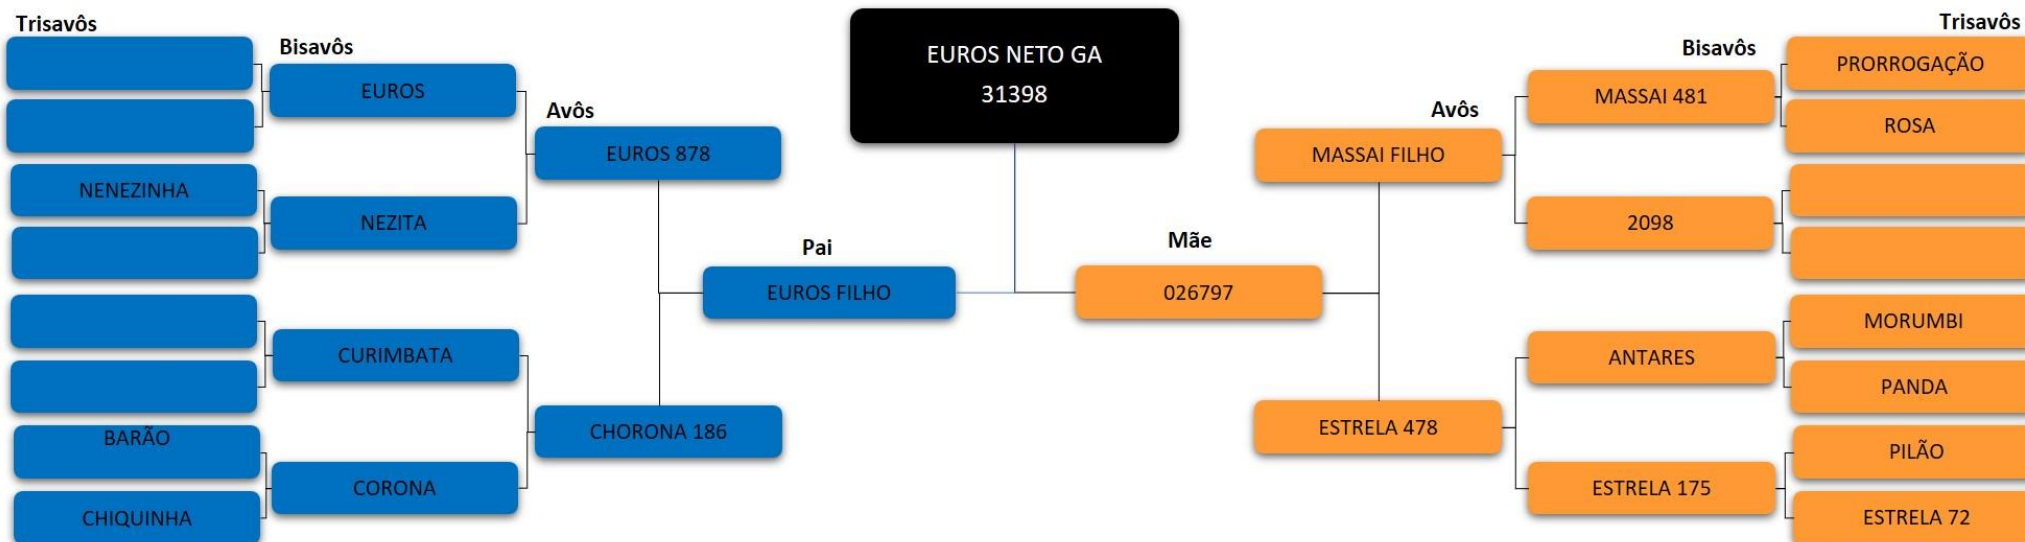 Trisavôs
Bisavôs
EUROS
NENEZINHA
NEZITA
CURIMBATA
BARÃO
CORONA
CHIQUINHA
Avôs
EUROS 878
CHORONA 186
Pai
EUROS FILHO
EUROS NETO GA
31398
Mãe
026797
Avôs
MASSAI FILHO
ESTRELA 478
Bisavôs
MASSAI 481
2098
ANTARES
ESTRELA 175
Trisavôs
PRORROGAÇÃO
ROSA
MORUMBI
PANDA
PILÃO
ESTRELA 72